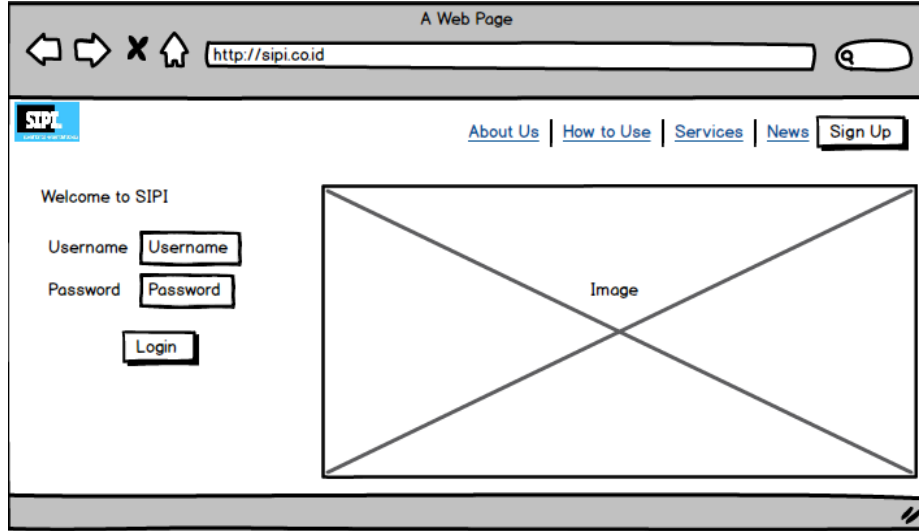 A Web Page
http://sipi.co.id
SIPI.
About Us | How to Use | Services | News Sign Up
Welcome to SIPI
Username Username
Password Password
Image
Login